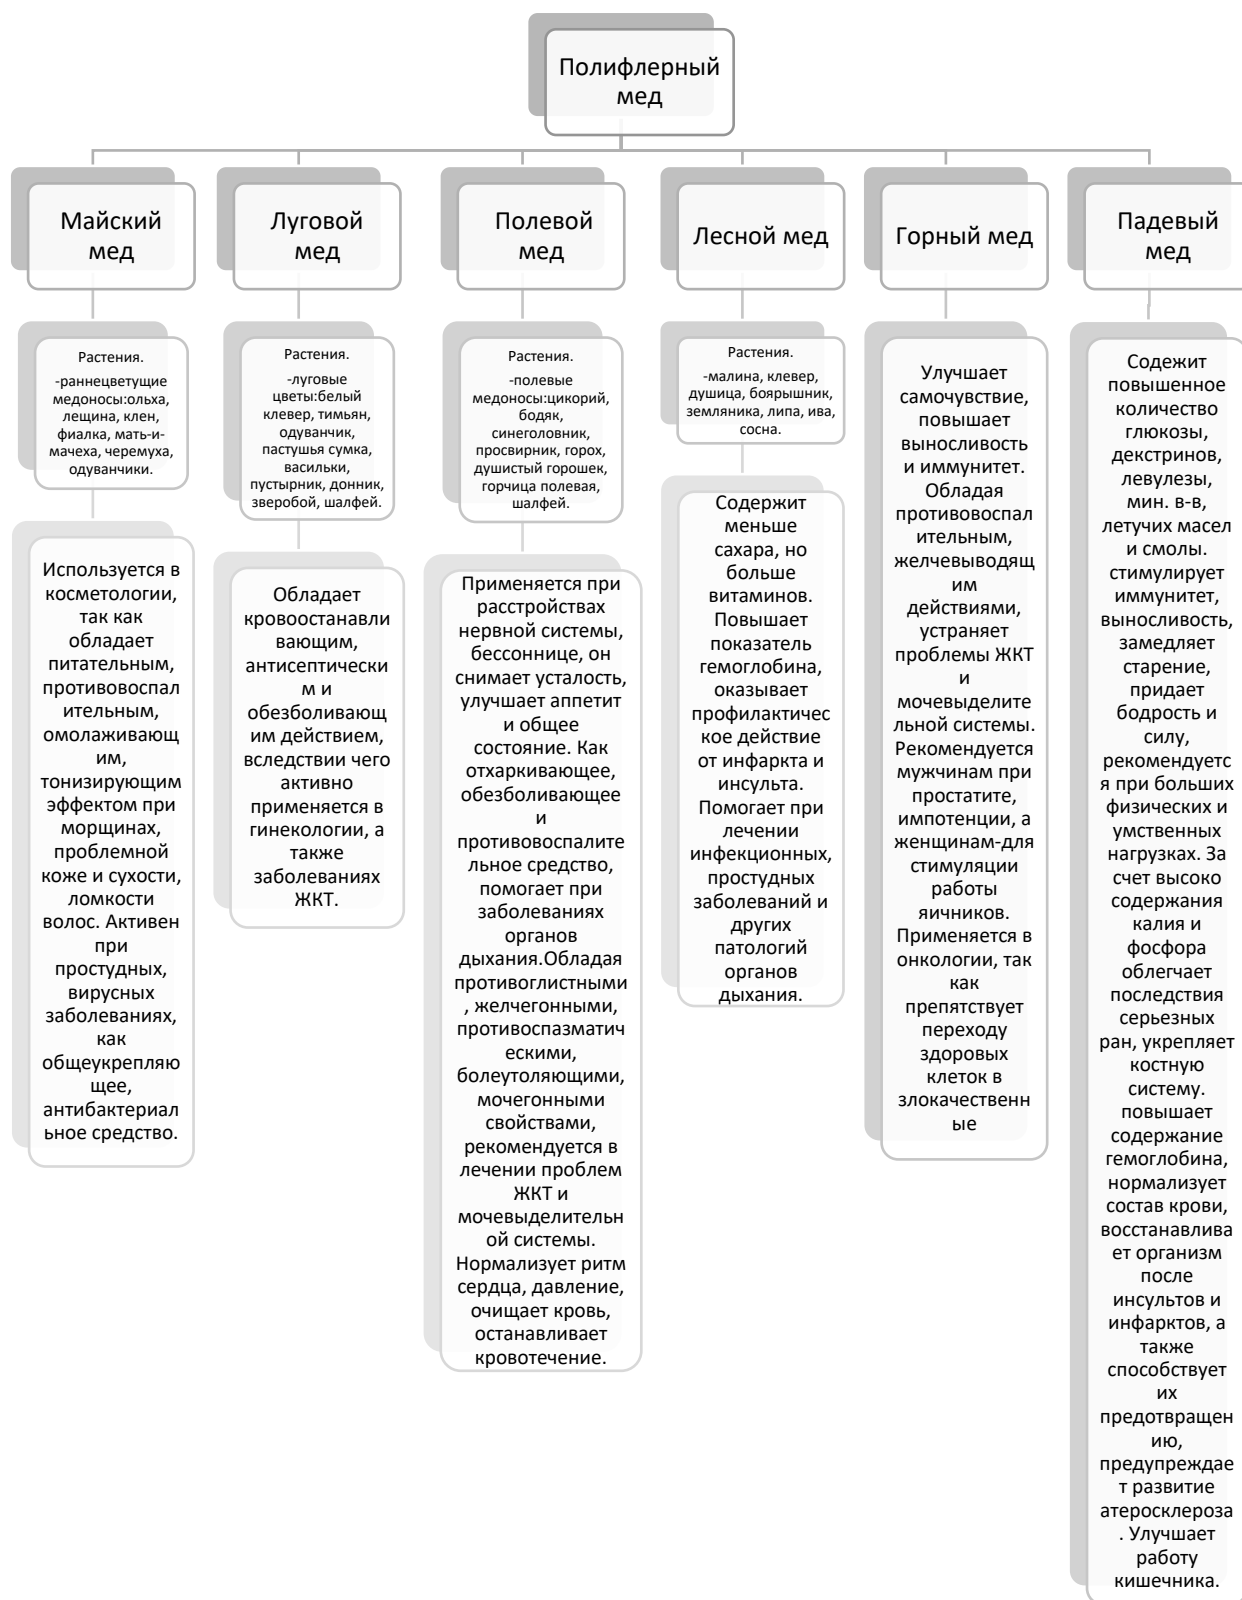 Полифлерный
мед
Майский
мед
Растения.
-раннецветущие
медоносы:ольха,
лещина, клен,
фиалка, мать-и-
мачеха, черемуха,
одуванчики.
Используется в
косметологии,
так как
обладает
питательным,
противовоспал
ительным,
омолаживающ
им,
тонизирующим
эффектом при
морщинах,
проблемной
коже и сухости,
ломкости
волос. Активен
при
простудных,
вирусных
заболеваниях,
как
общеукрепляю
щее,
антибактериал
ьное средство.
Луговой
мед
Растения.
-луговые
цветы:белый
клевер, тимьян,
одуванчик,
пастушья сумка,
васильки,
пустырник, донник,
зверобой, шалфей.
Обладает
кровоостанавли
вающим,
антисептически
м и
обезболивающ
им действием,
вследствии чего
активно
применяется в
гинекологии, а
также
заболеваниях
ЖКТ.
Полевой
мед
Растения.
-полевые
медоносы:цикорий,
бодяк,
синеголовник,
просвирник, горох,
душистый горошек,
горчица полевая,
шалфей.
Применяется при
расстройствах
нервной системы,
бессоннице, он
снимает усталость,
улучшает аппетит
и общее
состояние. Как
отхаркивающее,
обезболивающее
и
противовоспалите
льное средство,
помогает при
заболеваниях
органов
дыхания.Обладая
противоглистными
, желчегонными,
противоспазматич
ескими,
болеутоляющими,
мочегонными
свойствами,
рекомендуется в
лечении проблем
ЖКТ и
мочевыделительн
ой системы.
Нормализует ритм
сердца, давление,
очищает кровь,
останавливает
кровотечение.
Лесной мед
Растения.
-малина, клевер,
душица, боярышник,
земляника, липа, ива,
сосна.
Содержит
меньше
сахара, но
больше
витаминов.
Повышает
показатель
гемоглобина,
оказывает
профилактичес
кое действие
от инфаркта и
инсульта.
Помогает при
лечении
инфекционных,
простудных
заболеваний и
других
патологий
органов
дыхания.
Горный мед
Улучшает
самочувствие,
повышает
выносливость
и иммунитет.
Обладая
противовоспал
ительным,
желчевыводящ
им
действиями,
устраняет
проблемы ЖКТ
и
мочевыделите
льной системы.
Рекомендуется
мужчинам при
простатите,
импотенции, а
женщинам-для
стимуляции
работы
яичников.
Применяется в
онкологии, так
как
препятствует
переходу
здоровых
клеток в
злокачественн
ые
Падевый
мед
Содежит
повышенное
количество
глюкозы,
декстринов,
левулезы,
мин. в-в,
летучих масел
и смолы.
стимулирует
иммунитет,
выносливость,
замедляет
старение,
придает
бодрость и
силу,
рекомендуетс
я при больших
физических и
умственных
нагрузках. За
счет высоко
содержания
калия и
фосфора
облегчает
последствия
серьезных
ран, укрепляет
костную
систему.
повышает
содержание
гемоглобина,
нормализует
состав крови,
восстанавлива
ет организм
после
инсультов и
инфарктов, а
также
способствует
их
предотвращен
ию,
предупреждае
т развитие
атеросклероза
. Улучшает
работу
кишечника.